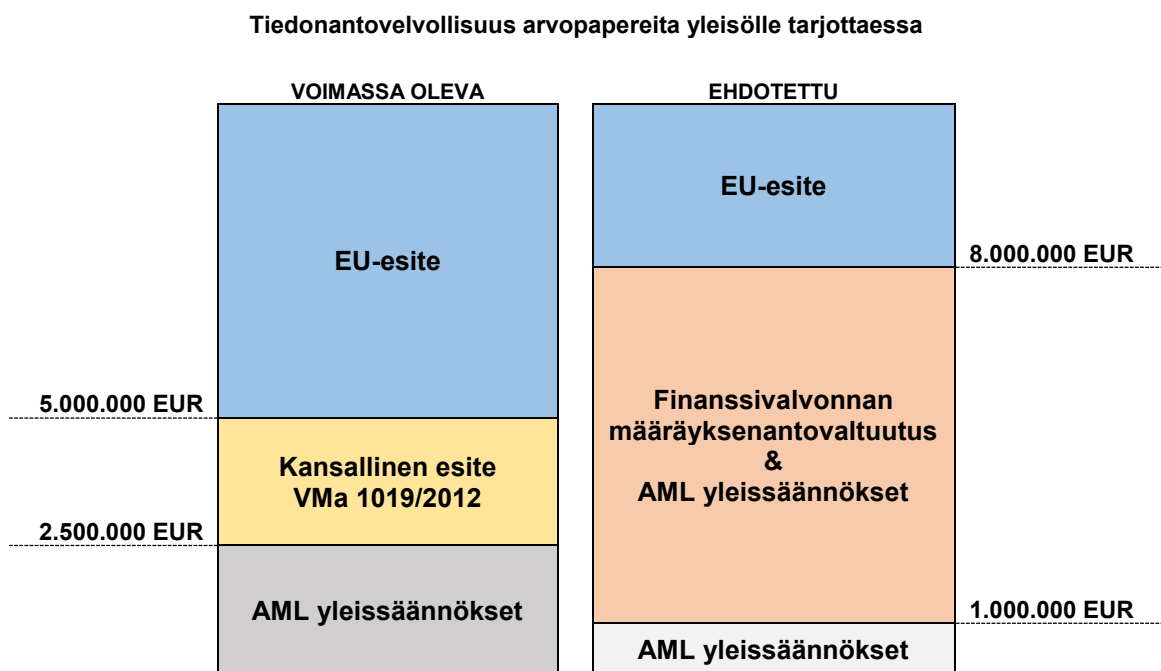 Tiedonantovelvollisuus arvopapereita yleisölle tarjottaessa
VOIMASSA OLEVA
EU-esite
5.000.000 EUR
Kansallinen esite
VMa 1019/2012
2.500.000 EUR
AML yleissäännökset
EHDOTETTU
EU-esite
8.000.000 EUR
Finanssivalvonnan
määräyksenantovaltuutus
&
AML yleissäännökset
1.000.000 EUR
AML yleissäännökset